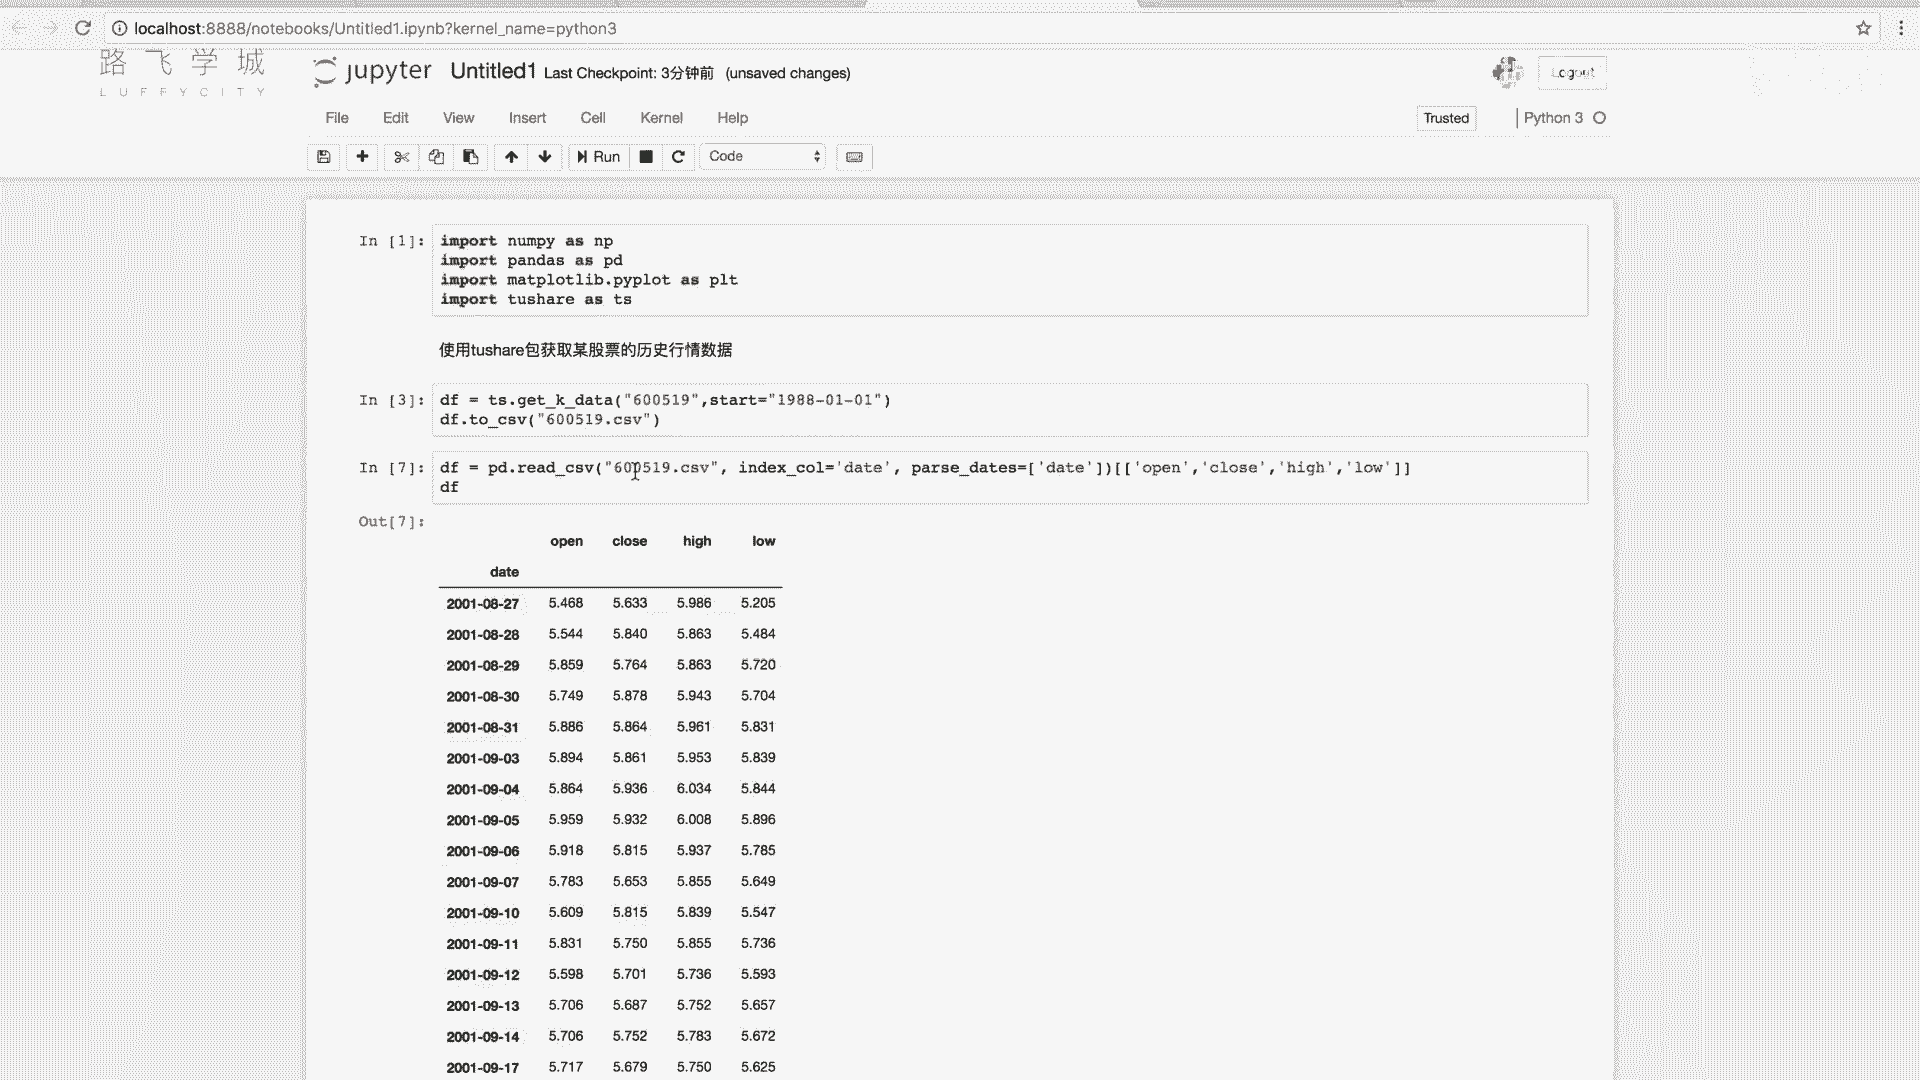 localhost:8888/notebooks/Untitled1.ipynb?kernel_name=python3
路飞学城
LUFFYCITY
jupyter Untitled1 Last Checkpoint: 3分钟前 (unsaved changes)
Logout
File Edit View Insert Cell Kernel Help
Trusted
Python 3
Run
Code
In [1]:
import numpy as np
import pandas as pd
import matplotlib.pyplot as plt
import tushare as ts
使用tushare包获取某股票的历史行情数据
In [3]:
df = ts.get_k_data("600519",start="1988-01-01")
df.to_csv("600519.csv")
In [7]:
df = pd.read_csv("600519.csv", index_col='date', parse_dates=['date'])[['open','close','high','low']]
df
Out[7]:
open close high low
date
2001-08-27 5.468 5.633 5.986 5.205
2001-08-28 5.544 5.840 5.863 5.484
2001-08-29 5.859 5.764 5.863 5.720
2001-08-30 5.749 5.878 5.943 5.704
2001-08-31 5.886 5.864 5.961 5.831
2001-09-03 5.894 5.861 5.953 5.839
2001-09-04 5.864 5.936 6.034 5.844
2001-09-05 5.959 5.932 6.008 5.896
2001-09-06 5.918 5.815 5.937 5.785
2001-09-07 5.783 5.653 5.855 5.649
2001-09-10 5.609 5.815 5.839 5.547
2001-09-11 5.831 5.750 5.855 5.736
2001-09-12 5.598 5.701 5.736 5.593
2001-09-13 5.706 5.687 5.752 5.657
2001-09-14 5.706 5.752 5.783 5.672
2001-09-17 5.717 5.679 5.750 5.625